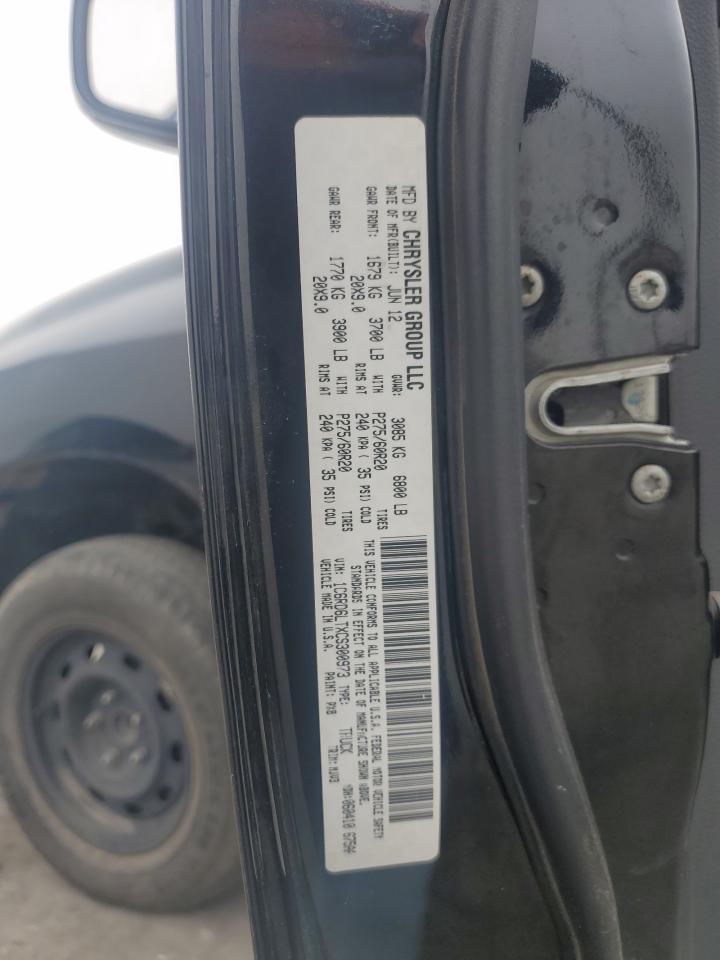 MFD BY CHRYSLER GROUP LLC
DATE OF MFR(BUILT): JUN 12 GVWR: 3085 KG 6800 LB
GAWR FRONT: 1679 KG 3700 LB WITH P275/60R20 TIRES
20X9.0 RIMS AT 240 KPA ( 35 PSI) COLD
GAWR REAR: 1770 KG 3900 LB WITH P275/60R20 TIRES
20X9.0 RIMS AT 240 KPA ( 35 PSI) COLD
THIS VEHICLE CONFORMS TO ALL APPLICABLE U.S.A. FEDERAL MOTOR VEHICLE SAFETY
STANDARDS IN EFFECT ON THE DATE OF MANUFACTURE SHOWN ABOVE.
VIN: 1C6RD6LTXCS300973 TYPE: TRUCK
VEHICLE MADE IN U.S.A. PAINT: PX8 TRIM: MJV9